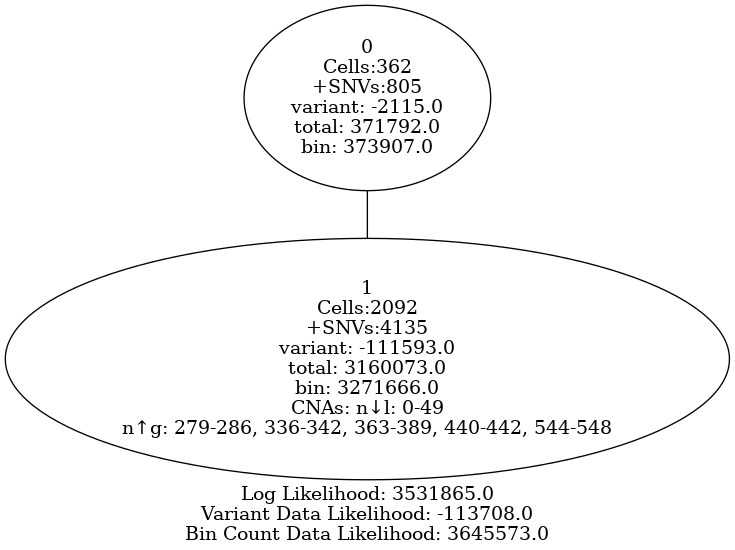 0
Cells:362
+SNVs:805
variant: -2115.0
total: 371792.0
bin: 373907.0
1
Cells:2092
+SNVs:4135
variant: -111593.0
total: 3160073.0
bin: 3271666.0
CNAs: n↓l: 0-49
n↑g: 279-286, 336-342, 363-389, 440-442, 544-548
Log Likelihood: 3531865.0
Variant Data Likelihood: -113708.0
Bin Count Data Likelihood: 3645573.0